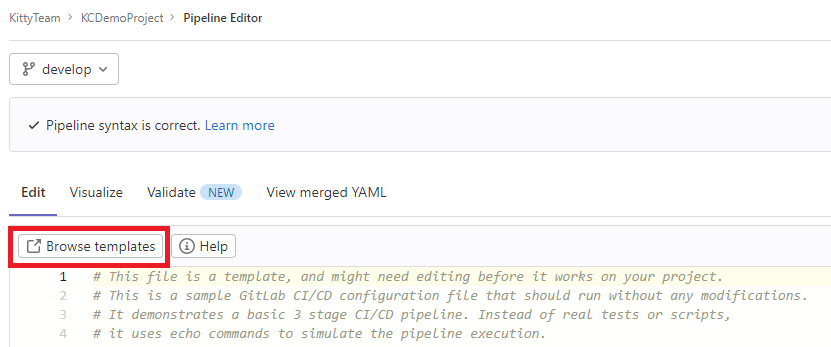 KittyTeam > KCDemoProject > Pipeline Editor
develop
Pipeline syntax is correct. Learn more
Edit Visualize Validate NEW View merged YAML
Browse templates Help
1 # This file is a template, and might need editing before it works on your project.
2 # This is a sample GitLab CI/CD configuration file that should run without any modifications.
3 # It demonstrates a basic 3 stage CI/CD pipeline. Instead of real tests or scripts,
4 # it uses echo commands to simulate the pipeline execution.